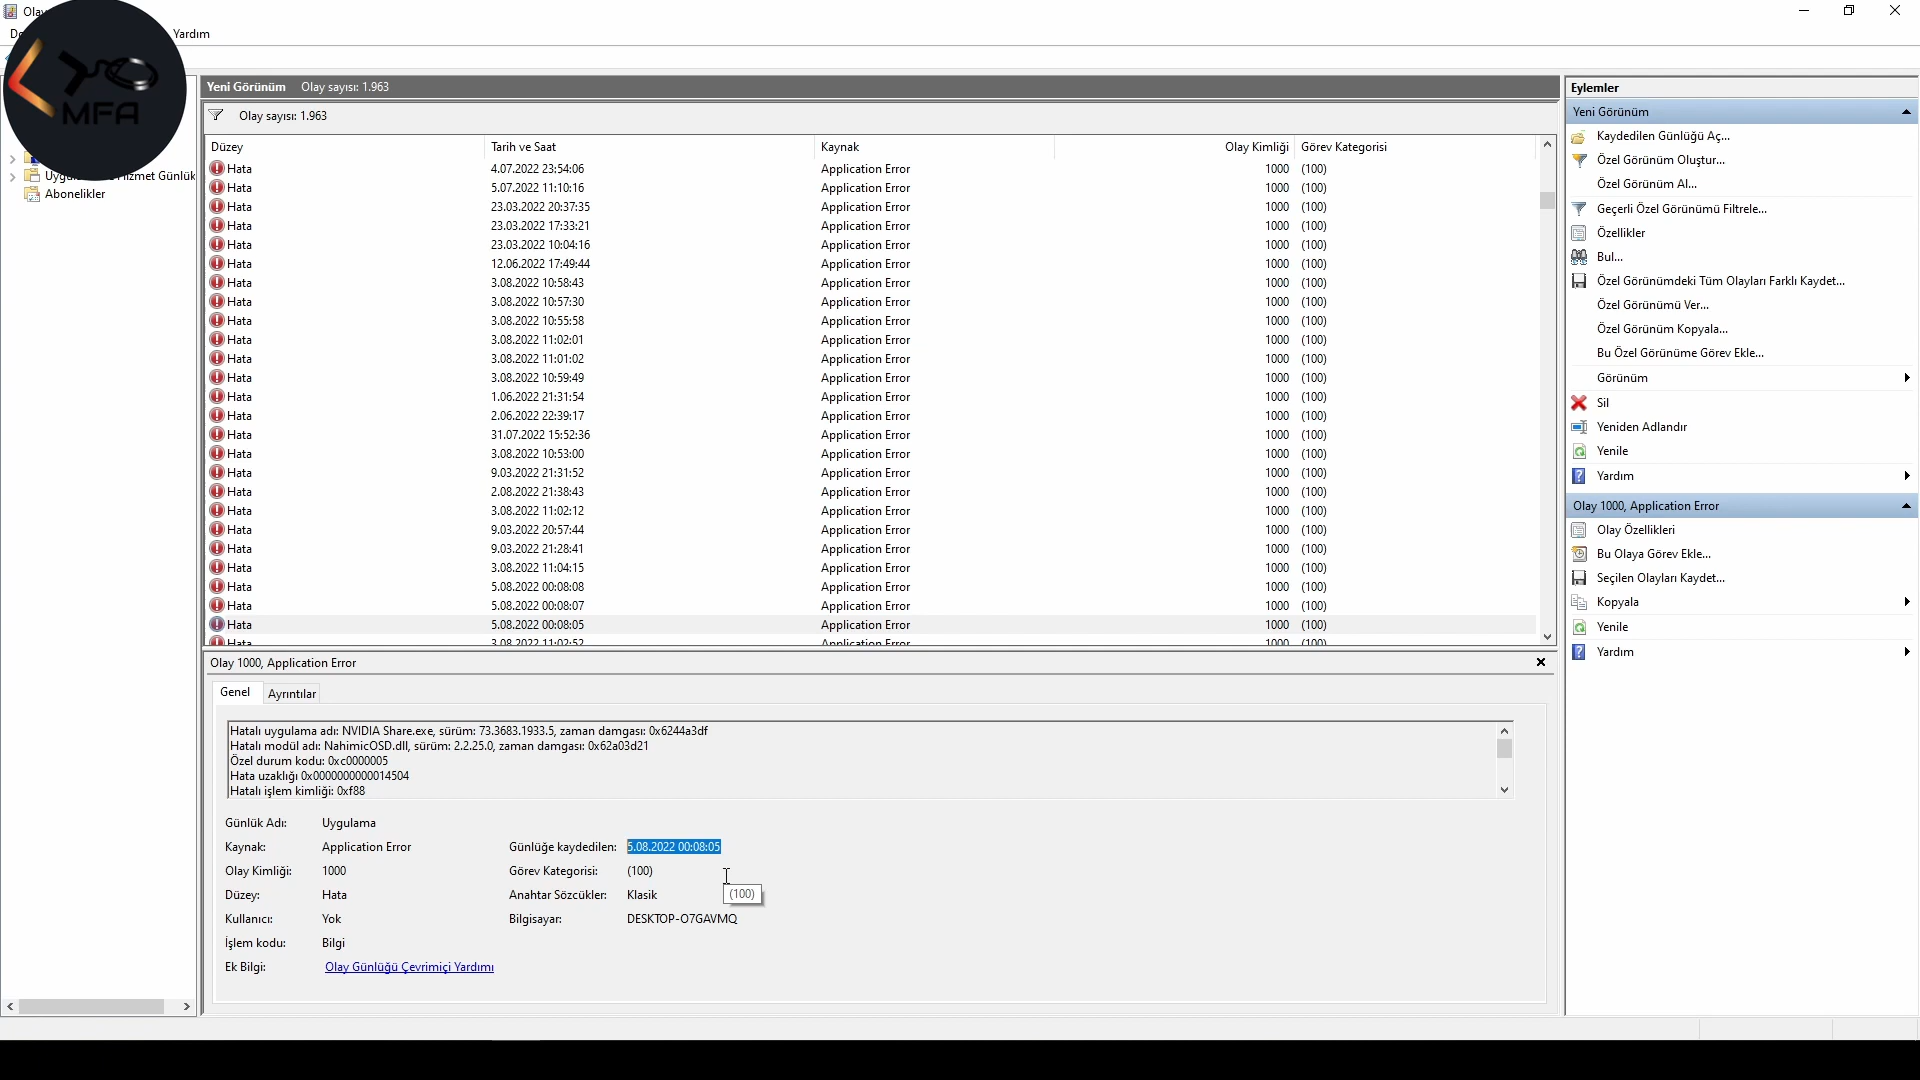 Yardım
MFA
Abonelikler
Yeni Görünüm Olay sayısı: 1.963
Olay sayısı: 1.963
Düzey Tarih ve Saat Kaynak Olay Kimliği Görev Kategorisi
Hata 4.07.2022 23:54:06 Application Error 1000 (100)
Hata 5.07.2022 11:10:16 Application Error 1000 (100)
Hata 23.03.2022 20:37:35 Application Error 1000 (100)
Hata 23.03.2022 17:33:21 Application Error 1000 (100)
Hata 23.03.2022 10:04:16 Application Error 1000 (100)
Hata 12.06.2022 17:49:44 Application Error 1000 (100)
Hata 3.08.2022 10:58:43 Application Error 1000 (100)
Hata 3.08.2022 10:57:30 Application Error 1000 (100)
Hata 3.08.2022 10:55:58 Application Error 1000 (100)
Hata 3.08.2022 11:02:01 Application Error 1000 (100)
Hata 3.08.2022 11:01:02 Application Error 1000 (100)
Hata 3.08.2022 10:59:49 Application Error 1000 (100)
Hata 1.06.2022 21:31:54 Application Error 1000 (100)
Hata 2.06.2022 22:39:17 Application Error 1000 (100)
Hata 31.07.2022 15:52:36 Application Error 1000 (100)
Hata 3.08.2022 10:53:00 Application Error 1000 (100)
Hata 9.03.2022 21:31:52 Application Error 1000 (100)
Hata 2.08.2022 21:38:43 Application Error 1000 (100)
Hata 3.08.2022 11:02:12 Application Error 1000 (100)
Hata 9.03.2022 20:57:44 Application Error 1000 (100)
Hata 9.03.2022 21:28:41 Application Error 1000 (100)
Hata 3.08.2022 11:04:15 Application Error 1000 (100)
Hata 5.08.2022 00:08:08 Application Error 1000 (100)
Hata 5.08.2022 00:08:07 Application Error 1000 (100)
Hata 5.08.2022 00:08:05 Application Error 1000 (100)
Hata 3.08.2022 11:02:52 Application Error 1000 (100)
Olay 1000, Application Error
Genel Ayrıntılar
Hatalı uygulama adı: NVIDIA Share.exe, sürüm: 73.3683.1933.5, zaman damgası: 0x6244a3df
Hatalı modül adı: NahimicOSD.dll, sürüm: 2.2.25.0, zaman damgası: 0x62a03d21
Özel durum kodu: 0xc0000005
Hata uzaklığı 0x0000000000014504
Hatalı işlem kimliği: 0xf88
Günlük Adı: Uygulama
Kaynak: Application Error Günlüğe kaydedilen: 5.08.2022 00:08:05
Olay Kimliği: 1000 Görev Kategorisi: (100)
Düzey: Hata Anahtar Sözcükler: Klasik
(100)
Kullanıcı: Yok Bilgisayar: DESKTOP-O7GAVMQ
İşlem kodu: Bilgi
Ek Bilgi: Olay Günlüğü Çevrimiçi Yardımı
Eylemler
Yeni Görünüm
Kaydedilen Günlüğü Aç...
Özel Görünüm Oluştur...
Özel Görünüm Al...
Geçerli Özel Görünümü Filtrele...
Özellikler
Bul...
Özel Görünümdeki Tüm Olayları Farklı Kaydet...
Özel Görünümü Ver...
Özel Görünüm Kopyala...
Bu Özel Görünüme Görev Ekle...
Görünüm
Sil
Yeniden Adlandır
Yenile
Yardım
Olay 1000, Application Error
Olay Özellikleri
Bu Olaya Görev Ekle...
Seçilen Olayları Kaydet...
Kopyala
Yenile
Yardım